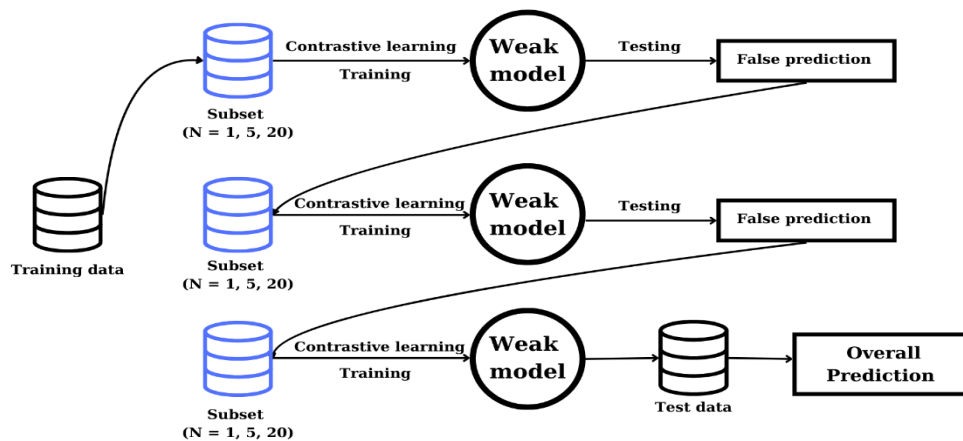 Contrastive learning
Training
Weak
model
Testing
False prediction
Subset
(N = 1, 5, 20)
Training data
Contrastive learning
Training
Weak
model
Testing
False prediction
Subset
(N = 1, 5, 20)
Contrastive learning
Training
Weak
model
Test data
Overall
Prediction
Subset
(N = 1, 5, 20)